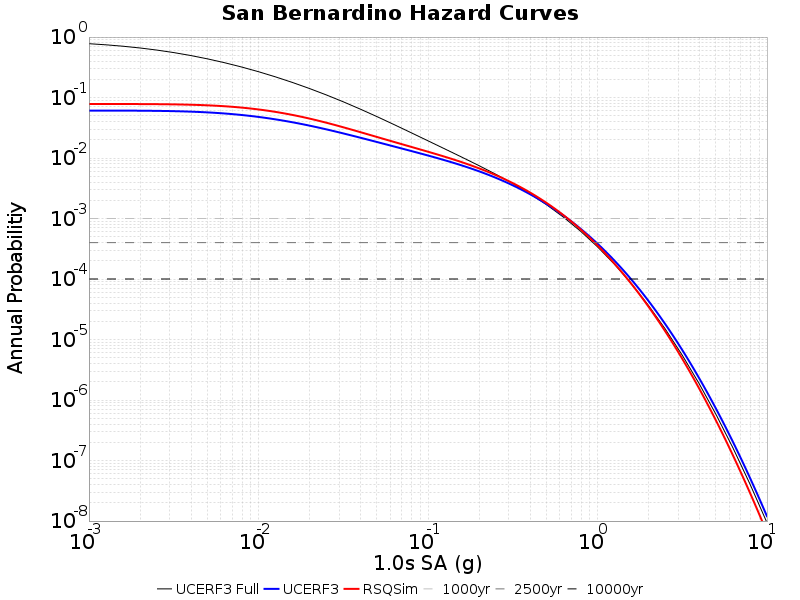 San Bernardino Hazard Curves
Annual Probabilitiy
10^0
10^-1
10^-2
10^-3
10^-4
10^-5
10^-6
10^-7
10^-8
10^-3 10^-2 10^-1 10^0 10^1
1.0s SA (g)
UCERF3 Full UCERF3 RSQSim 1000yr 2500yr 10000yr